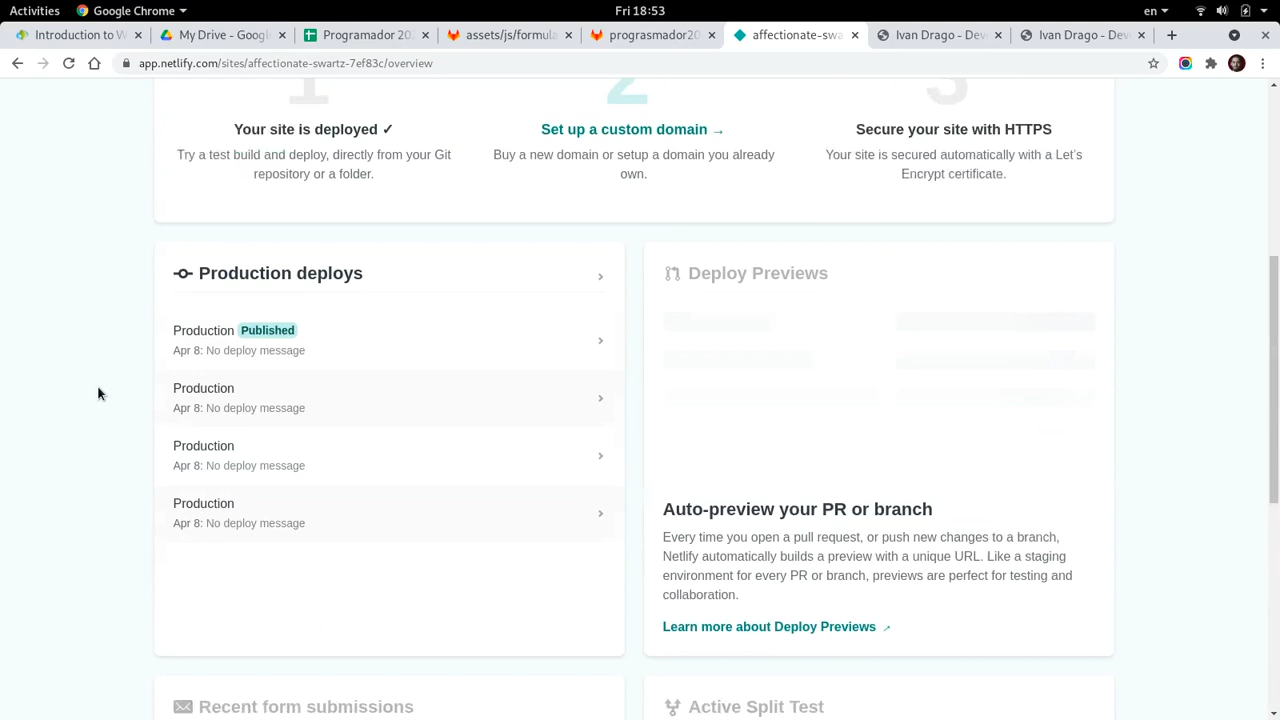 Activities
Google Chrome
Fri 18:53
en
Introduction to W
My Drive - Google
Programador 202
assets/js/formula
prograsmador20
affectionate-swa
Ivan Drago - Dev
Ivan Drago - Dev
app.netlify.com/sites/affectionate-swartz-7ef83c/overview
1
2
3
Your site is deployed ✓
Try a test build and deploy, directly from your Git
repository or a folder.
Set up a custom domain →
Buy a new domain or setup a domain you already
own.
Secure your site with HTTPS
Your site is secured automatically with a Let's
Encrypt certificate.
Production deploys
Production Published
Apr 8: No deploy message
Production
Apr 8: No deploy message
Production
Apr 8: No deploy message
Production
Apr 8: No deploy message
Deploy Previews
Auto-preview your PR or branch
Every time you open a pull request, or push new changes to a branch,
Netlify automatically builds a preview with a unique URL. Like a staging
environment for every PR or branch, previews are perfect for testing and
collaboration.
Learn more about Deploy Previews ↗
Recent form submissions
Active Split Test